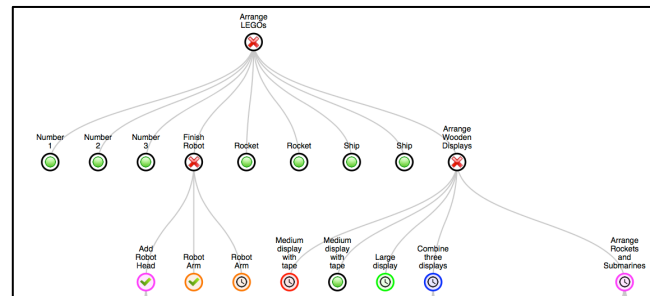 Arrange
LEGOs
Number
1
Number
2
Number
3
Finish
Robot
Rocket
Rocket
Ship
Ship
Arrange
Wooden
Displays
Add
Robot
Head
Robot
Arm
Robot
Arm
Medium
display
with
tape
Medium
display
with
tape
Large
display
Combine
three
displays
Arrange
Rockets
and
Submarines